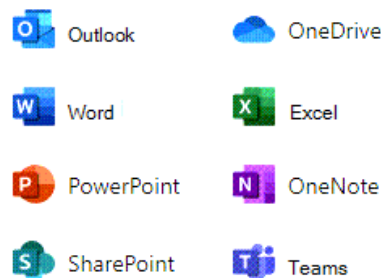 Outlook
OneDrive
Word
Excel
PowerPoint
OneNote
SharePoint
Teams